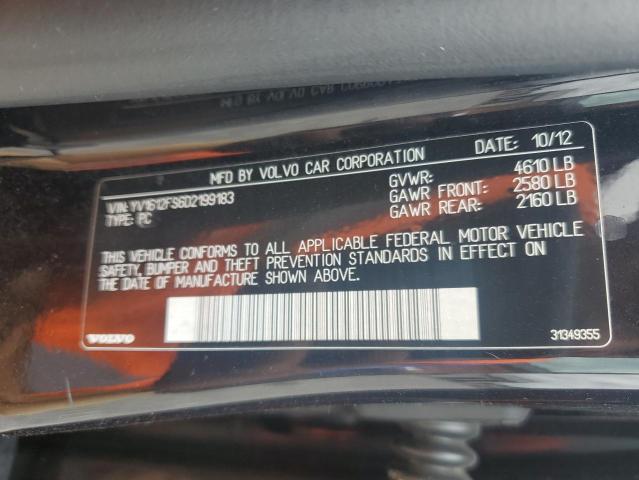 MFD BY VOLVO CAR CORPORATION DATE: 10/12
VIN: YV1612FS6D2199183
TYPE: PC
GVWR: 4610 LB
GAWR FRONT: 2580 LB
GAWR REAR: 2160 LB
THIS VEHICLE CONFORMS TO ALL APPLICABLE FEDERAL MOTOR VEHICLE
SAFETY, BUMPER AND THEFT PREVENTION STANDARDS IN EFFECT ON
THE DATE OF MANUFACTURE SHOWN ABOVE.
VOLVO 31349355